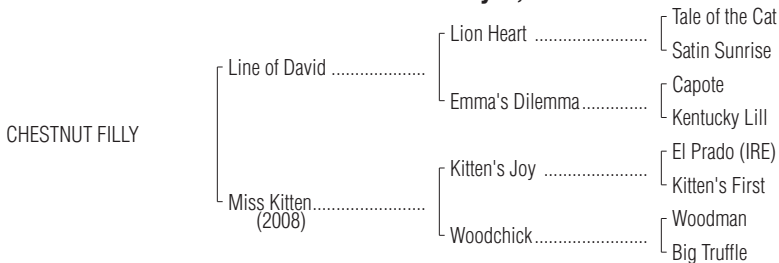 Tale of the Cat
Lion Heart ........................
Satin Sunrise
Line of David ....................
Capote
Emma's Dilemma..............
Kentucky Lill
CHESTNUT FILLY
El Prado (IRE)
Kitten's Joy ......................
Kitten's First
Miss Kitten........................
(2008)
Woodman
Woodchick........................
Big Truffle